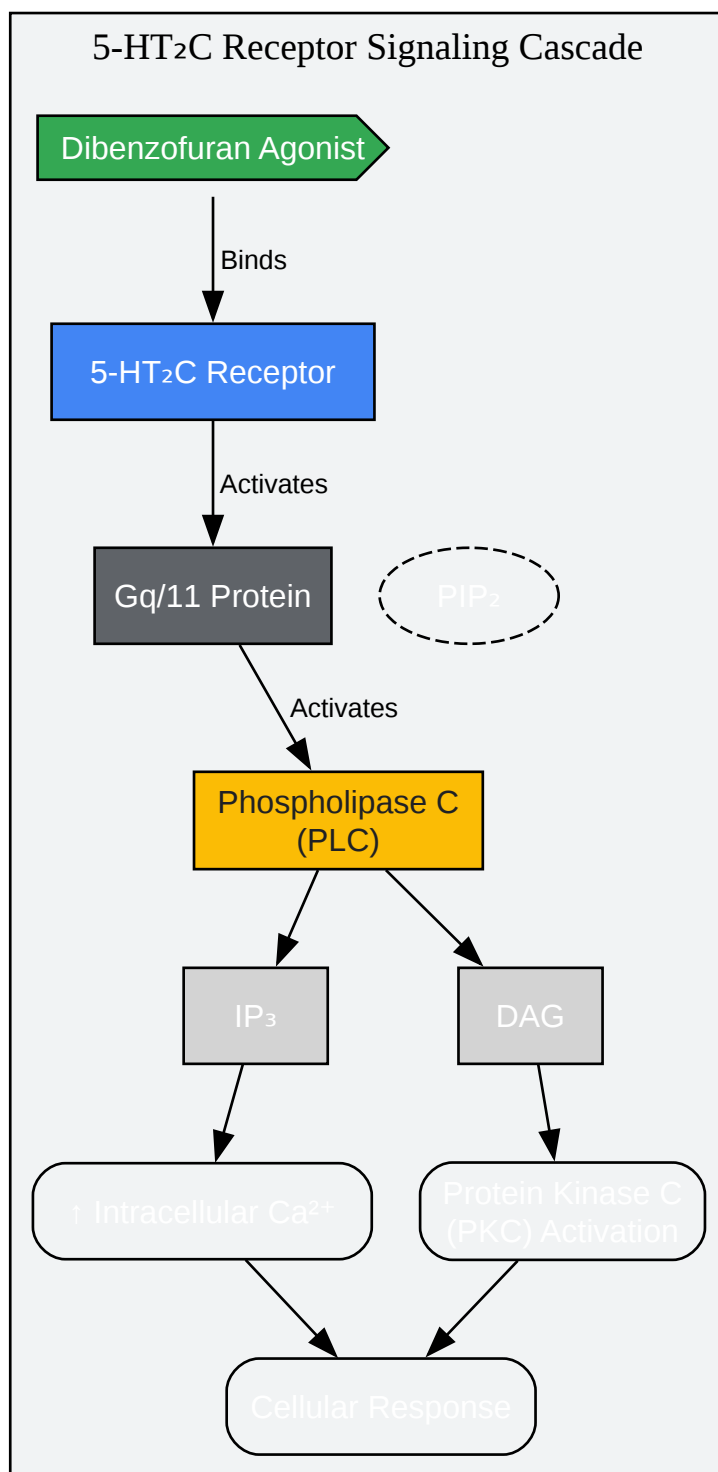 5-HT₂C Receptor Signaling Cascade
Dibenzofuran Agonist
Binds
5-HT₂C Receptor
Activates
Gq/11 Protein
PIP₂
Activates
Phospholipase C
(PLC)
IP₃
DAG
↑ Intracellular Ca²⁺
Protein Kinase C
(PKC) Activation
Cellular Response